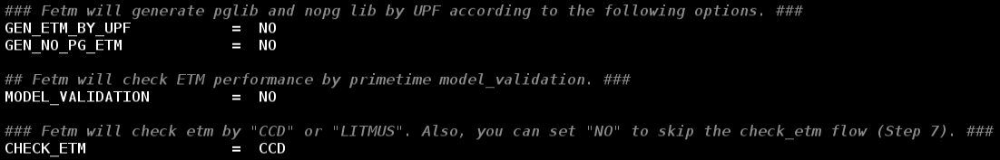 ### Fetm will generate pglib and nopg lib by UPF according to the following options. ###
GEN_ETM_BY_UPF = NO
GEN_NO_PG_ETM = NO
## Fetm will check ETM performance by primetime model_validation. ###
MODEL_VALIDATION = NO
### Fetm will check etm by "CCD" or "LITMUS". Also, you can set "NO" to skip the check_etm flow (Step 7). ###
CHECK_ETM = CCD